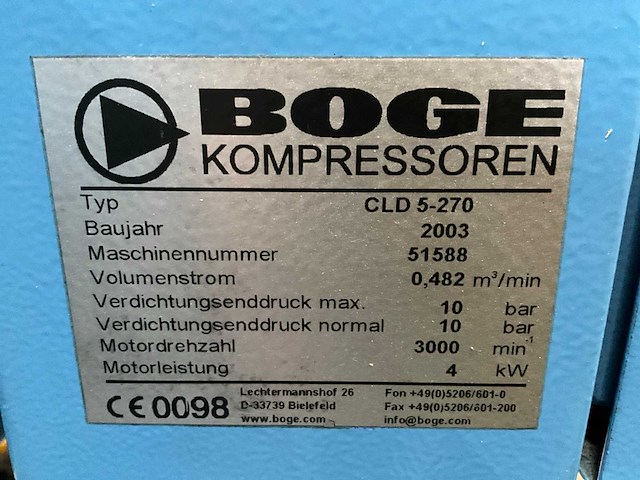 BOGE
KOMPRESSOREN
Typ CLD 5-270
Baujahr 2003
Maschinennummer 51588
Volumenstrom 0,482 m³/min
Verdichtungsenddruck max. 10 bar
Verdichtungsenddruck normal 10 bar
Motordrehzahl 3000 min⁻¹
Motorleistung 4 kW
CE 0098
Lechtermannshof 26 Fon +49(0)5206/601-0
D-33739 Bielefeld Fax +49(0)5206/601-200
www.boge.com info@boge.com